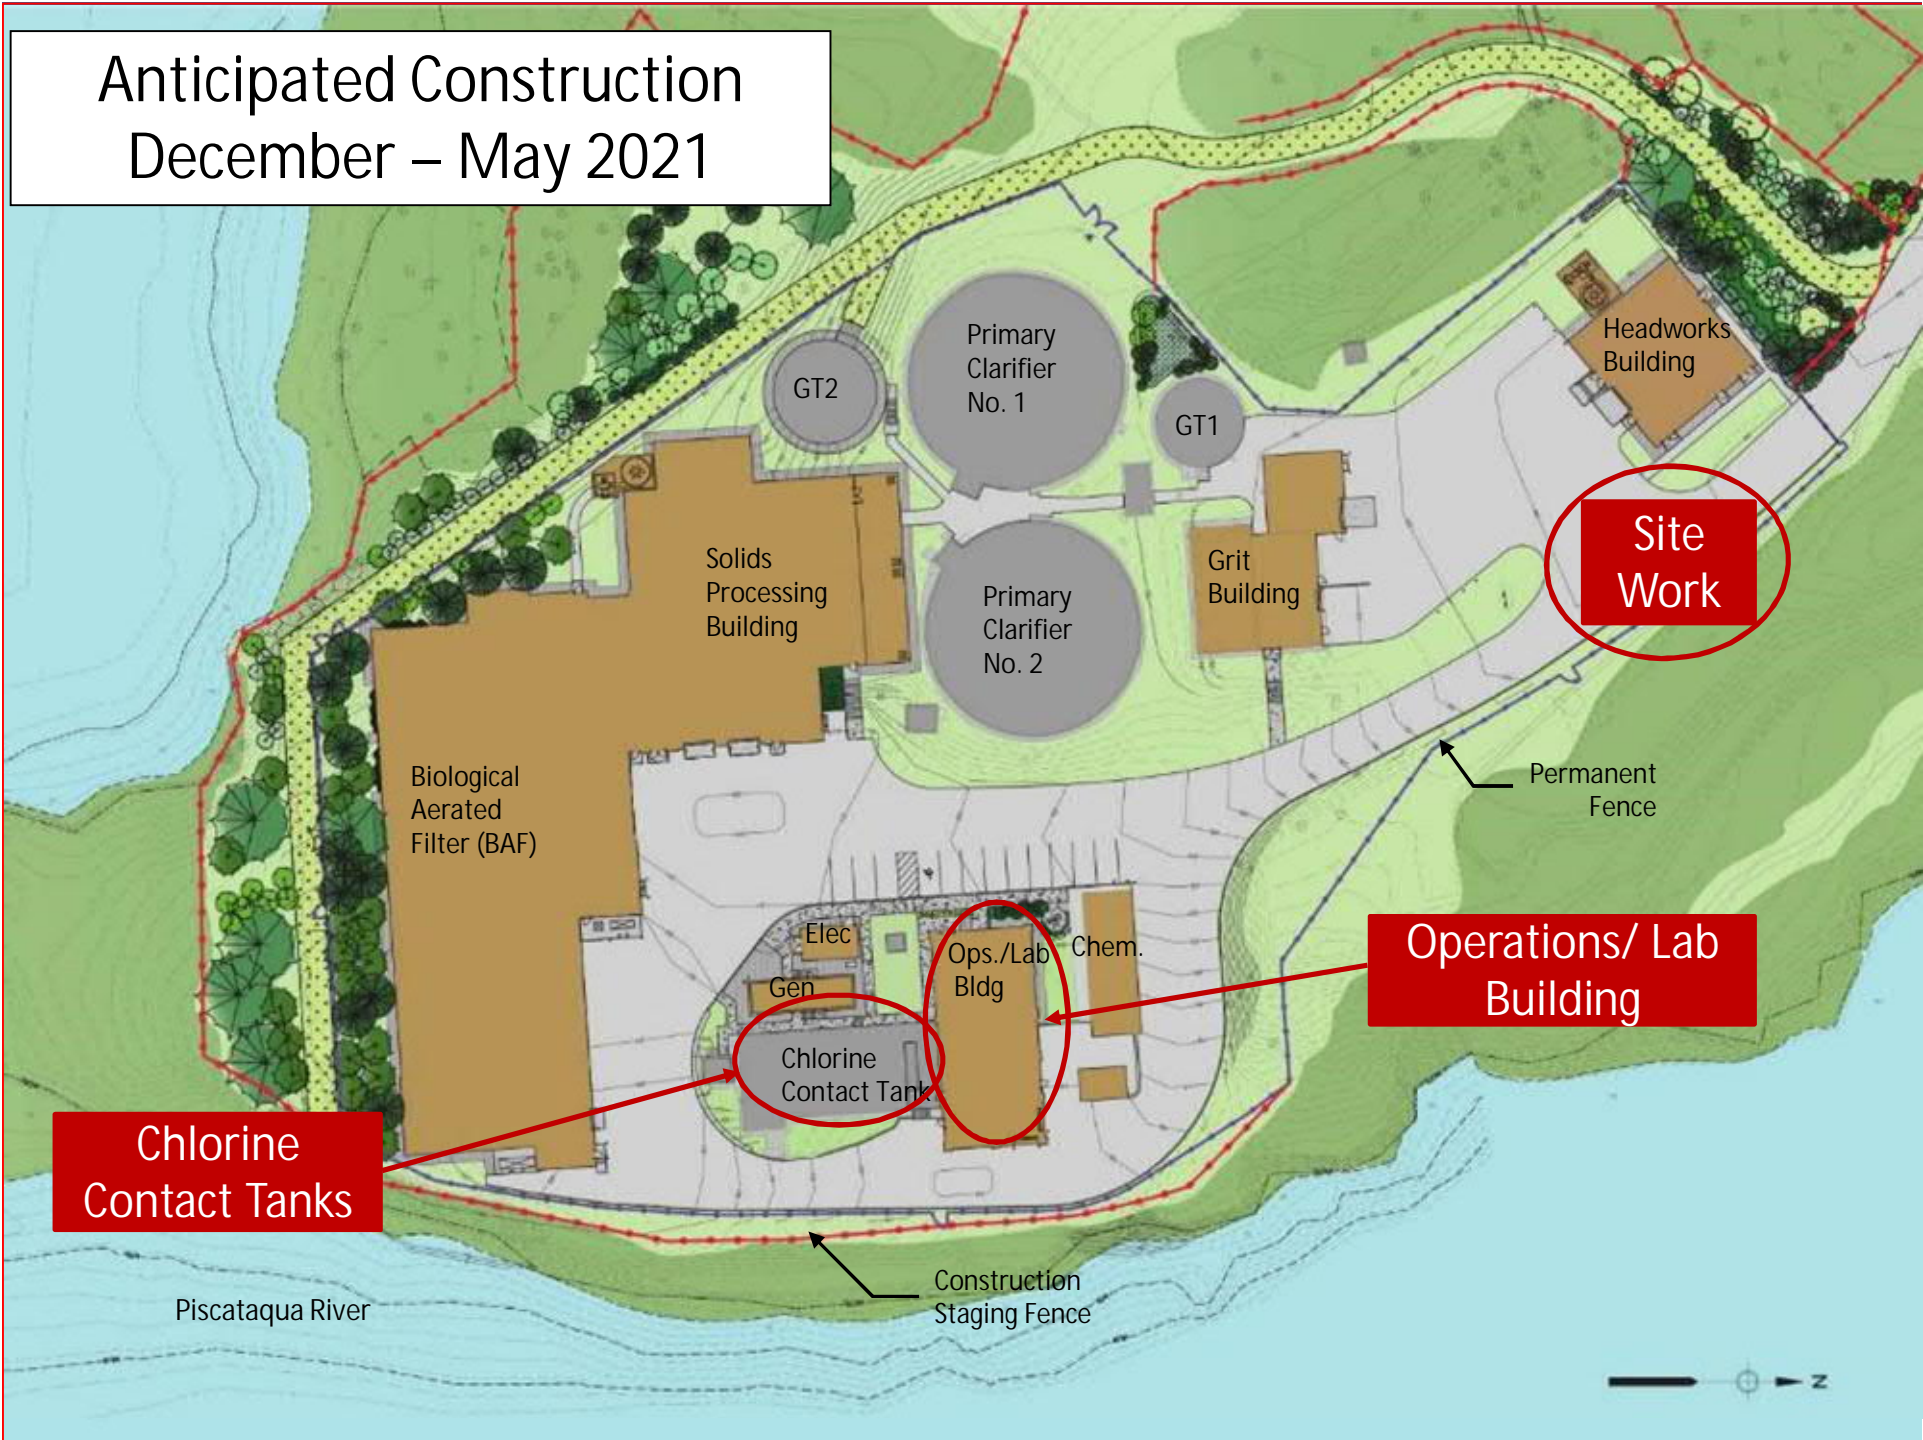 Anticipated Construction
December – May 2021
Primary
Clarifier
No. 1
GT2
GT1
Headworks
Building
Solids
Processing
Building
Primary
Clarifier
No. 2
Grit
Building
Site
Work
Biological
Aerated
Filter (BAF)
Permanent
Fence
Elec
Gen
Ops./Lab
Bldg
Chem.
Operations/ Lab
Building
Chlorine
Contact Tank
Chlorine
Contact Tanks
Construction
Staging Fence
Piscataqua River
N